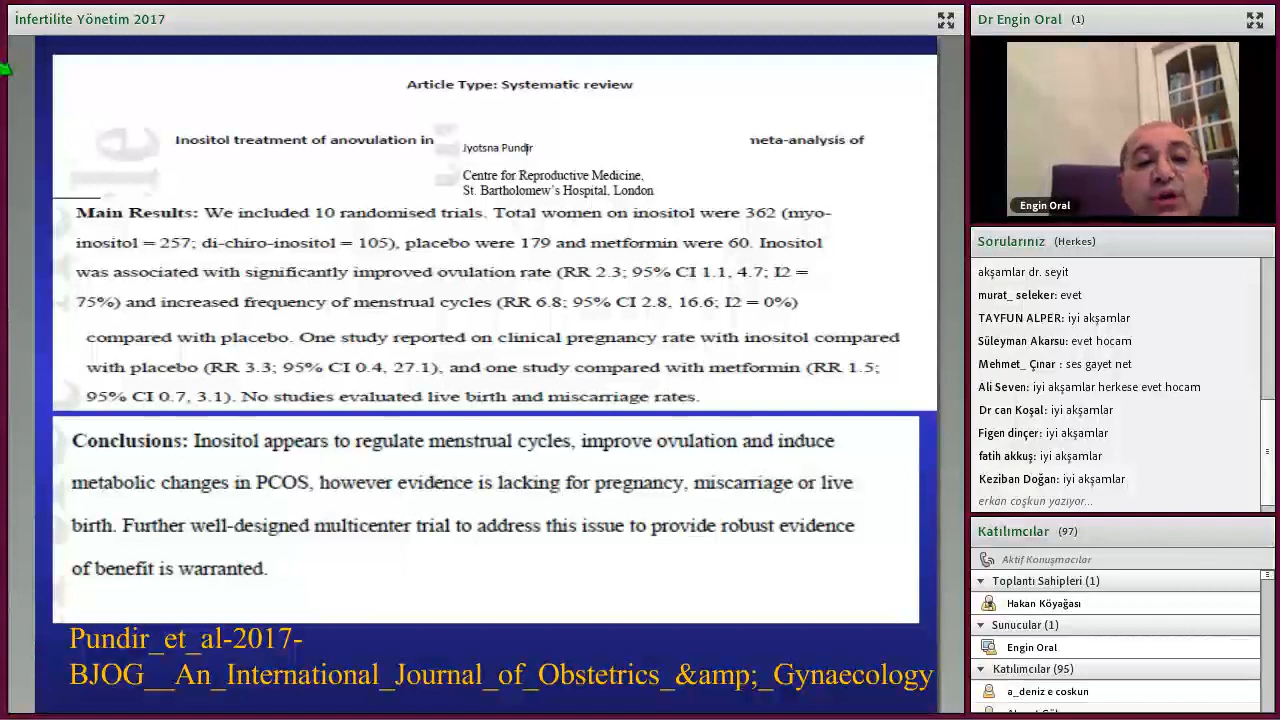 İnfertilite Yönetim 2017
Article Type: Systematic review
Inositol treatment of anovulation in
meta-analysis of
Jyotsna Pundir
Centre for Reproductive Medicine,
St. Bartholomew's Hospital, London
Main Results: We included 10 randomised trials. Total women on inositol were 362 (myo-
inositol = 257; di-chiro-inositol = 105), placebo were 179 and metformin were 60. Inositol
was associated with significantly improved ovulation rate (RR 2.3; 95% CI 1.1, 4.7; I2 =
75%) and increased frequency of menstrual cycles (RR 6.8; 95% CI 2.8, 16.6; I2 = 0%)
compared with placebo. One study reported on clinical pregnancy rate with inositol compared
with placebo (RR 3.3; 95% CI 0.4, 27.1), and one study compared with metformin (RR 1.5;
95% CI 0.7, 3.1). No studies evaluated live birth and miscarriage rates.
Conclusions: Inositol appears to regulate menstrual cycles, improve ovulation and induce
metabolic changes in PCOS, however evidence is lacking for pregnancy, miscarriage or live
birth. Further well-designed multicenter trial to address this issue to provide robust evidence
of benefit is warranted.
Pundir_et_al-2017-
BJOG__An_International_Journal_of_Obstetrics_&amp;_Gynaecology
Dr Engin Oral (1)
Engin Oral
Sorularınız (Herkes)
akşamlar dr. seyit
murat_ seleker: evet
TAYFUN ALPER: iyi akşamlar
Süleyman Akarsu: evet hocam
Mehmet_ Çınar : ses gayet net
Ali Seven: iyi akşamlar herkese evet hocam
Dr can Koşal: iyi akşamlar
Figen dinçer: iyi akşamlar
fatih akkuş: iyi akşamlar
Keziban Doğan: iyi akşamlar
erkan coşkun yazıyor...
Katılımcılar (97)
Aktif Konuşmacılar
Toplantı Sahipleri (1)
Hakan Köyağası
Sunucular (1)
Engin Oral
Katılımcılar (95)
a_deniz e coskun